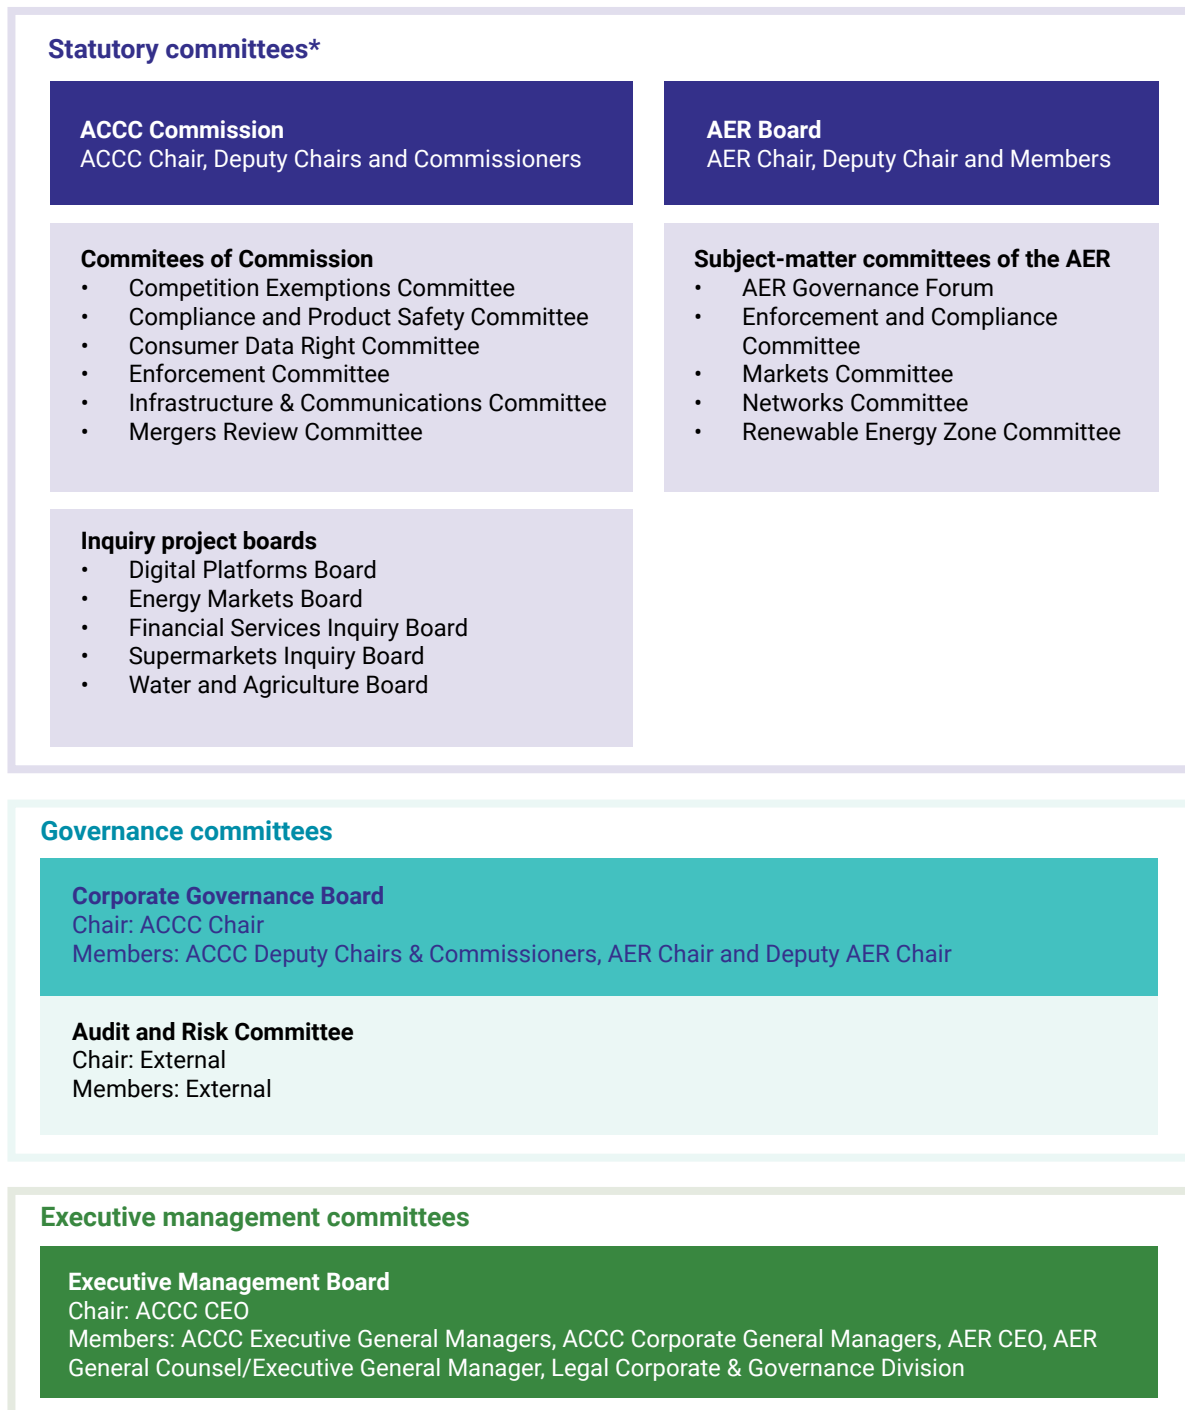 Statutory committees*
ACCC Commission
ACCC Chair, Deputy Chairs and Commissioners
AER Board
AER Chair, Deputy Chair and Members
Commitees of Commission
• Competition Exemptions Committee
• Compliance and Product Safety Committee
• Consumer Data Right Committee
• Enforcement Committee
• Infrastructure & Communications Committee
• Mergers Review Committee
Subject-matter committees of the AER
• AER Governance Forum
• Enforcement and Compliance
Committee
• Markets Committee
• Networks Committee
• Renewable Energy Zone Committee
Inquiry project boards
• Digital Platforms Board
• Energy Markets Board
• Financial Services Inquiry Board
• Supermarkets Inquiry Board
• Water and Agriculture Board
Governance committees
Corporate Governance Board
Chair: ACCC Chair
Members: ACCC Deputy Chairs & Commissioners, AER Chair and Deputy AER Chair
Audit and Risk Committee
Chair: External
Members: External
Executive management committees
Executive Management Board
Chair: ACCC CEO
Members: ACCC Executive General Managers, ACCC Corporate General Managers, AER CEO, AER
General Counsel/Executive General Manager, Legal Corporate & Governance Division